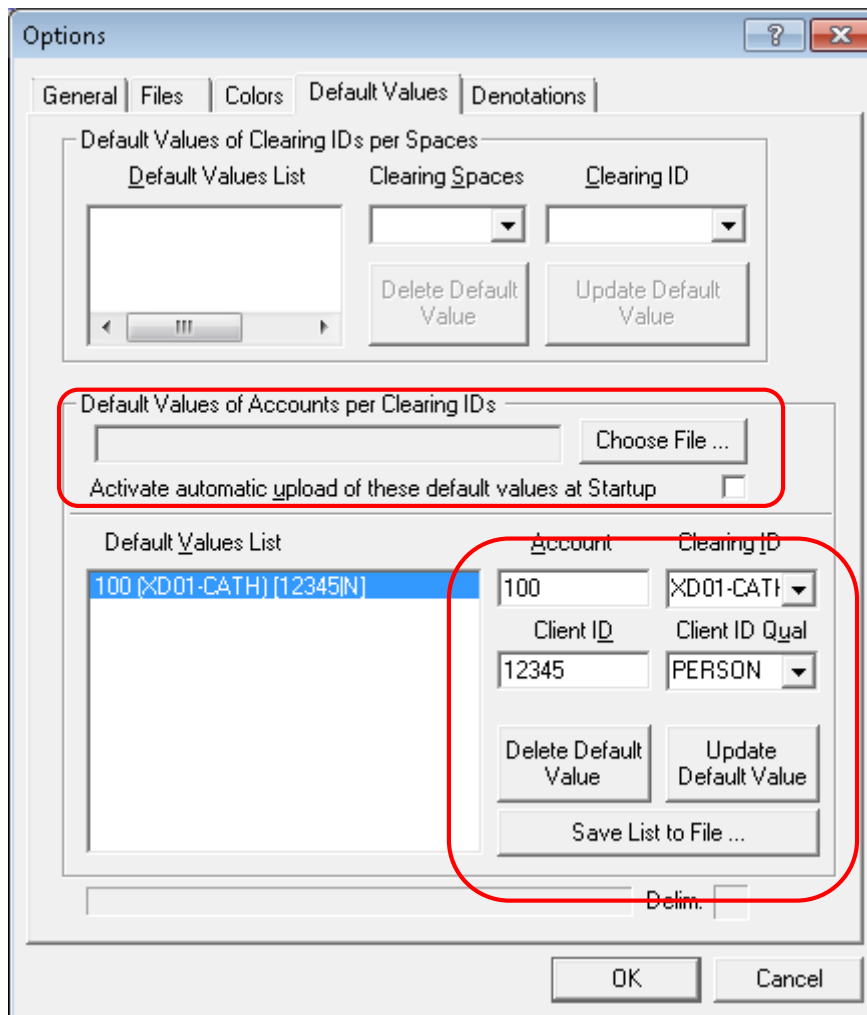 Options
General Files Colors Default Values Denotations
Default Values of Clearing IDs per Spaces
Default Values List Clearing Spaces Clearing ID
Delete Default Value Update Default Value
Default Values of Accounts per Clearing IDs
Choose File ...
Activate automatic upload of these default values at Startup
Default Values List Account Clearing ID
100 (XD01-CATH) [12345|N] 100 XD01-CATH
Client ID Client ID Qual
12345 PERSON
Delete Default Value Update Default Value
Save List to File ...
Delim.
OK Cancel